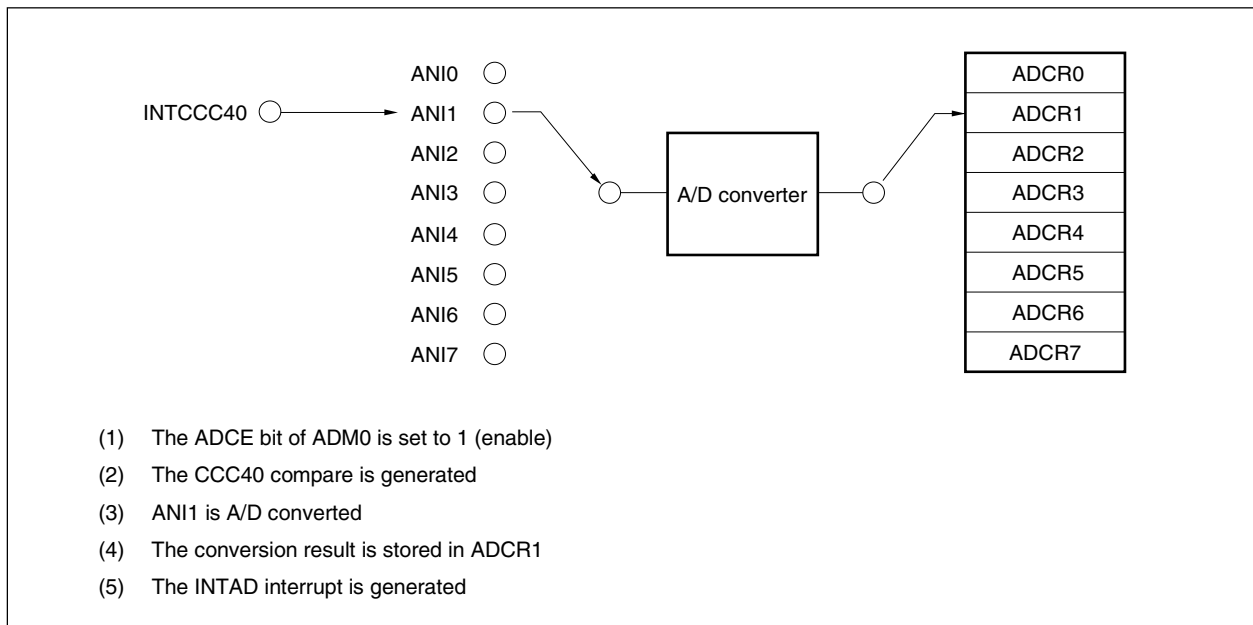 ANI0
INTCCC40 ANI1
ANI2
ANI3
ANI4
ANI5
ANI6
ANI7
A/D converter
ADCR0
ADCR1
ADCR2
ADCR3
ADCR4
ADCR5
ADCR6
ADCR7
(1) The ADCE bit of ADM0 is set to 1 (enable)
(2) The CCC40 compare is generated
(3) ANI1 is A/D converted
(4) The conversion result is stored in ADCR1
(5) The INTAD interrupt is generated